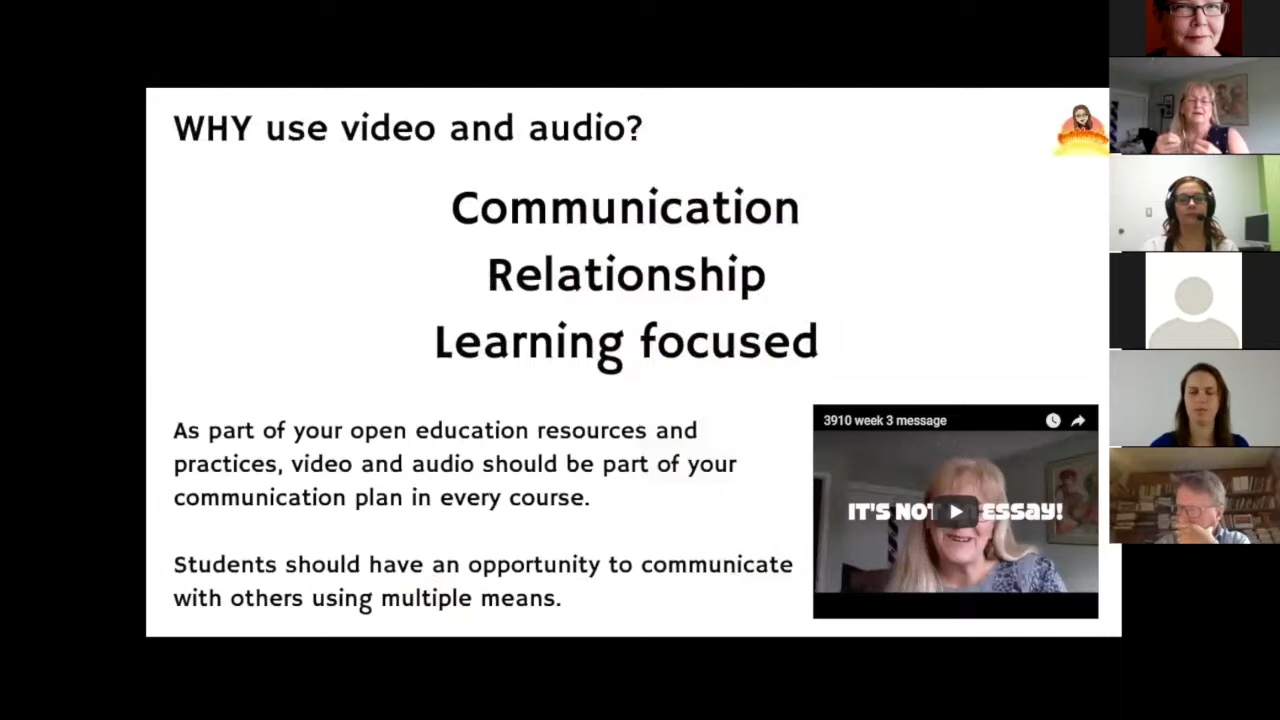 WHY use video and audio?
Communication
Relationship
Learning focused
As part of your open education resources and
practices, video and audio should be part of your
communication plan in every course.
Students should have an opportunity to communicate
with others using multiple means.
3910 week 3 message
IT'S NOT ESSAY!